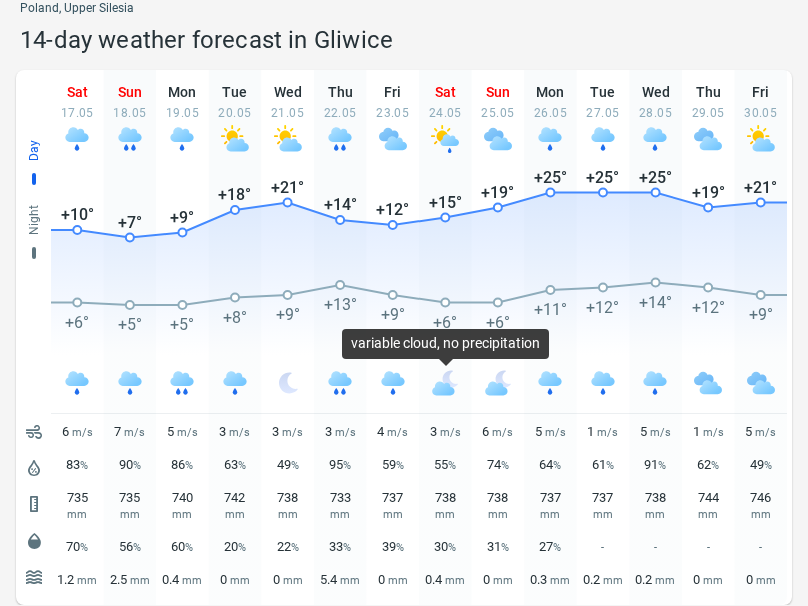 Poland, Upper Silesia
14-day weather forecast in Gliwice
Sat Sun Mon Tue Wed Thu Fri Sat Sun Mon Tue Wed Thu Fri
17.05 18.05 19.05 20.05 21.05 22.05 23.05 24.05 25.05 26.05 27.05 28.05 29.05 30.05
Day
Night
+10° +7° +9° +18° +21° +14° +12° +15° +19° +25° +25° +25° +19° +21°
+6° +5° +5° +8° +9° +13° +9° +6° +6° +11° +12° +14° +12° +9°
variable cloud, no precipitation
6 m/s 7 m/s 5 m/s 3 m/s 3 m/s 3 m/s 4 m/s 3 m/s 6 m/s 5 m/s 1 m/s 5 m/s 1 m/s 5 m/s
83% 90% 86% 63% 49% 95% 59% 55% 74% 64% 61% 91% 62% 49%
735 735 740 742 738 733 737 738 738 737 737 738 744 746
mm mm mm mm mm mm mm mm mm mm mm mm mm mm
70% 56% 60% 20% 22% 33% 39% 30% 31% 27% - - - -
1.2 mm 2.5 mm 0.4 mm 0 mm 0 mm 5.4 mm 0 mm 0.4 mm 0 mm 0.3 mm 0.2 mm 0.2 mm 0 mm 0 mm